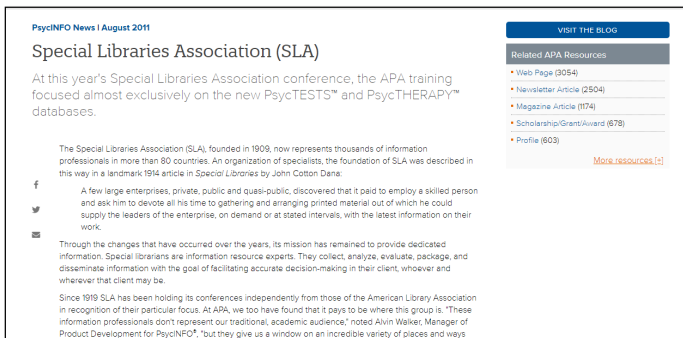 PsycINFO News | August 2011
Special Libraries Association (SLA)
At this year's Special Libraries Association conference, the APA training
focused almost exclusively on the new PsycTESTS™ and PsycTHERAPY™
databases.
The Special Libraries Association (SLA), founded in 1909, now represents thousands of information
professionals in more than 80 countries. An organization of specialists, the foundation of SLA was described in
this way in a landmark 1914 article in Special Libraries by John Cotton Dana:
A few large enterprises, private, public and quasi-public, discovered that it paid to employ a skilled person
and ask him to devote all his time to gathering and arranging printed material out of which he could
supply the leaders of the enterprise, on demand or at stated intervals, with the latest information on their
work.
Through the changes that have occurred over the years, its mission has remained to provide dedicated
information. Special librarians are information resource experts. They collect, analyze, evaluate, package, and
disseminate information with the goal of facilitating accurate decision-making in their client, whoever and
wherever that client may be.
Since 1919 SLA has been holding its conferences independently from those of the American Library Association
in recognition of their particular focus. At APA, we too have found that it pays to be where this group is. "These
information professionals don't represent our traditional, academic audience," noted Alvin Walker, Manager of
Product Development for PsycINFO®, "but they give us a window on an incredible variety of places and ways
VISIT THE BLOG
Related APA Resources
• Web Page (3054)
• Newsletter Article (2504)
• Magazine Article (1174)
• Scholarship/Grant/Award (678)
• Profile (603)
More resources [+]